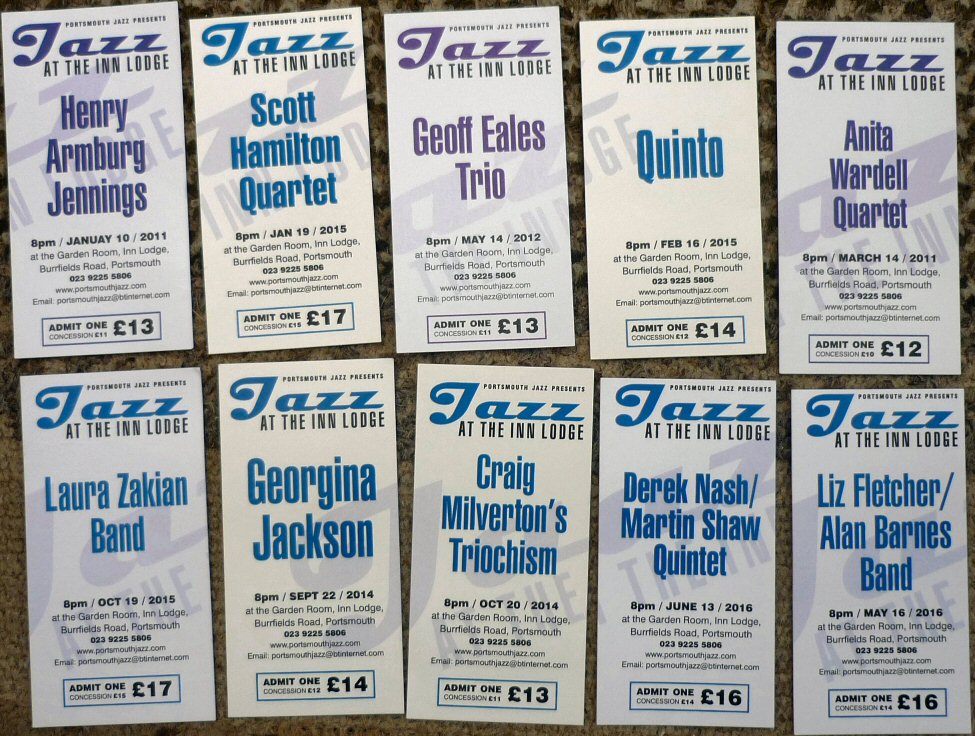 PORTSMOUTH JAZZ PRESENTS
Jazz
AT THE INN LODGE
Henry
Armburg
Jennings
8pm / JANUAY 10 / 2011
at the Garden Room, Inn Lodge,
Burrfields Road, Portsmouth
023 9225 5806
www.portsmouthjazz.com
Email: portsmouthjazz@btinternet.com
ADMIT ONE £13
CONCESSION £11
PORTSMOUTH JAZZ PRESENTS
Jazz
AT THE INN LODGE
Scott
Hamilton
Quartet
8pm / JAN 19 / 2015
at the Garden Room, Inn Lodge,
Burrfields Road, Portsmouth
023 9225 5806
www.portsmouthjazz.com
Email: portsmouthjazz@btinternet.com
ADMIT ONE £17
CONCESSION £15
PORTSMOUTH JAZZ PRESENTS
Jazz
AT THE INN LODGE
Geoff Eales
Trio
8pm / MAY 14 / 2012
at the Garden Room, Inn Lodge,
Burrfields Road, Portsmouth
023 9225 5806
www.portsmouthjazz.com
Email: portsmouthjazz@btinternet.com
ADMIT ONE £13
CONCESSION £11
PORTSMOUTH JAZZ PRESENTS
Jazz
AT THE INN LODGE
Quinto
8pm / FEB 16 / 2015
at the Garden Room, Inn Lodge,
Burrfields Road, Portsmouth
023 9225 5806
www.portsmouthjazz.com
Email: portsmouthjazz@btinternet.com
ADMIT ONE £14
CONCESSION £12
PORTSMOUTH JAZZ PRESENTS
Jazz
AT THE INN LODGE
Anita
Wardell
Quartet
8pm / MARCH 14 / 2011
at the Garden Room, Inn Lodge,
Burrfields Road, Portsmouth
023 9225 5806
www.portsmouthjazz.com
Email: portsmouthjazz@btinternet.com
ADMIT ONE £12
CONCESSION £10
PORTSMOUTH JAZZ PRESENTS
Jazz
AT THE INN LODGE
Laura Zakian
Band
8pm / OCT 19 / 2015
at the Garden Room, Inn Lodge,
Burrfields Road, Portsmouth
023 9225 5806
www.portsmouthjazz.com
Email: portsmouthjazz@btinternet.com
ADMIT ONE £17
CONCESSION £15
PORTSMOUTH JAZZ PRESENTS
Jazz
AT THE INN LODGE
Georgina
Jackson
8pm / SEPT 22 / 2014
at the Garden Room, Inn Lodge,
Burrfields Road, Portsmouth
023 9225 5806
www.portsmouthjazz.com
Email: portsmouthjazz@btinternet.com
ADMIT ONE £14
CONCESSION £12
PORTSMOUTH JAZZ PRESENTS
Jazz
AT THE INN LODGE
Craig
Milverton's
Triochism
8pm / OCT 20 / 2014
at the Garden Room, Inn Lodge,
Burrfields Road, Portsmouth
023 9225 5806
www.portsmouthjazz.com
Email: portsmouthjazz@btinternet.com
ADMIT ONE £13
CONCESSION £11
PORTSMOUTH JAZZ PRESENTS
Jazz
AT THE INN LODGE
Derek Nash/
Martin Shaw
Quintet
8pm / JUNE 13 / 2016
at the Garden Room, Inn Lodge,
Burrfields Road, Portsmouth
023 9225 5806
www.portsmouthjazz.com
Email: portsmouthjazz@btinternet.com
ADMIT ONE £16
CONCESSION £14
PORTSMOUTH JAZZ PRESENTS
Jazz
AT THE INN LODGE
Liz Fletcher/
Alan Barnes
Band
8pm / MAY 16 / 2016
at the Garden Room, Inn Lodge,
Burrfields Road, Portsmouth
023 9225 5806
www.portsmouthjazz.com
Email: portsmouthjazz@btinternet.com
ADMIT ONE £16
CONCESSION £14